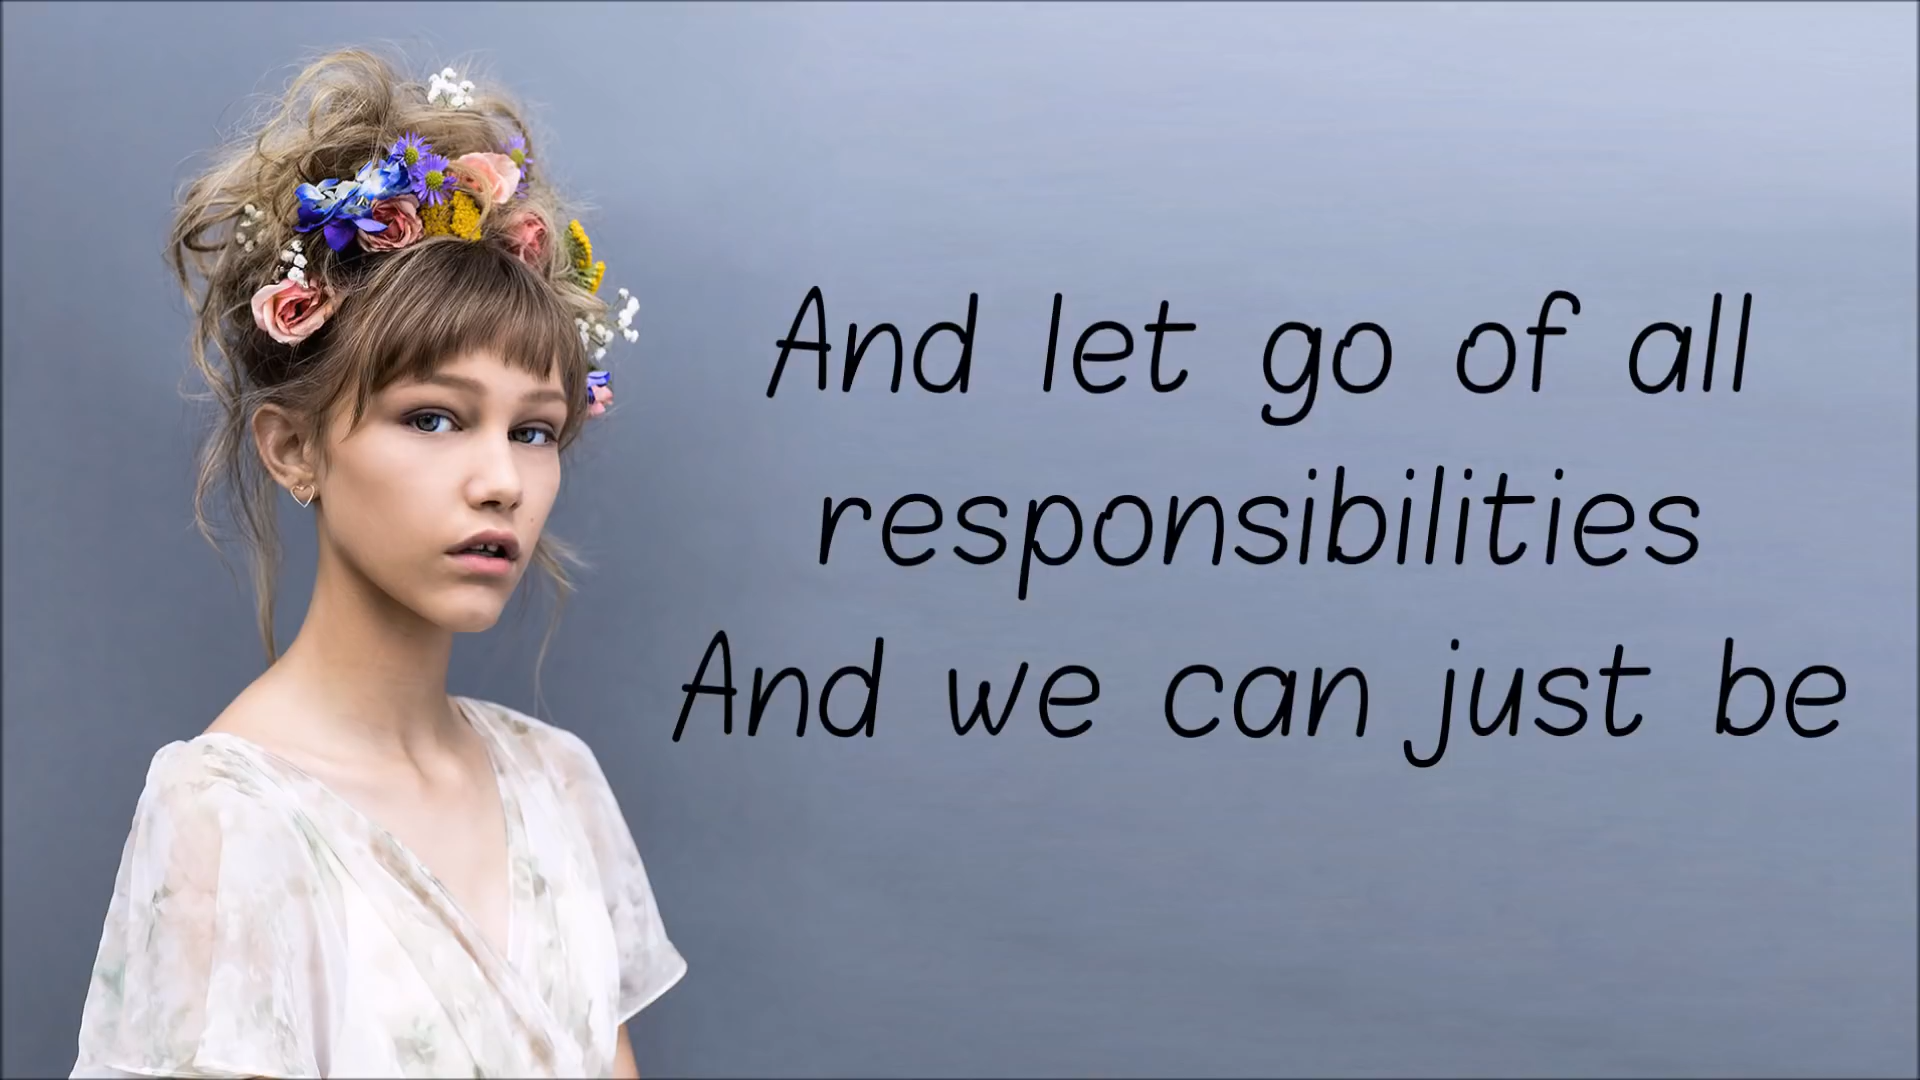 And let go of all
responsibilities
And we can just be